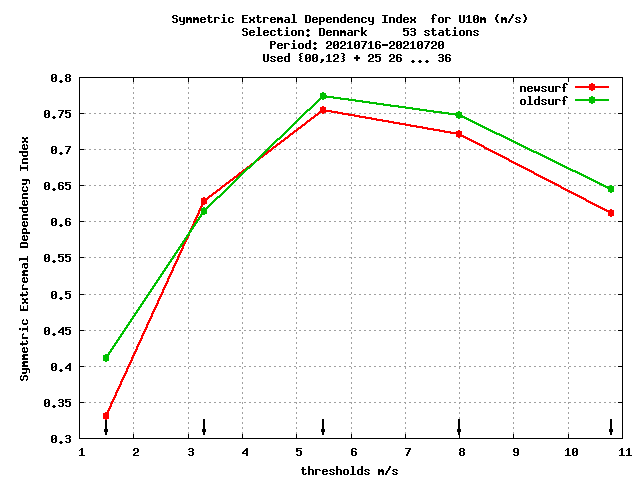 Symmetric Extremal Dependency Index  for U10m (m/s)
Selection: Denmark     53 stations
Period: 20210716-20210720
Used {00,12} + 25 26 ... 36
newsurf
oldsurf
Symmetric Extremal Dependency Index
0.8
0.75
0.7
0.65
0.6
0.55
0.5
0.45
0.4
0.35
0.3
1 2 3 4 5 6 7 8 9 10 11
thresholds m/s